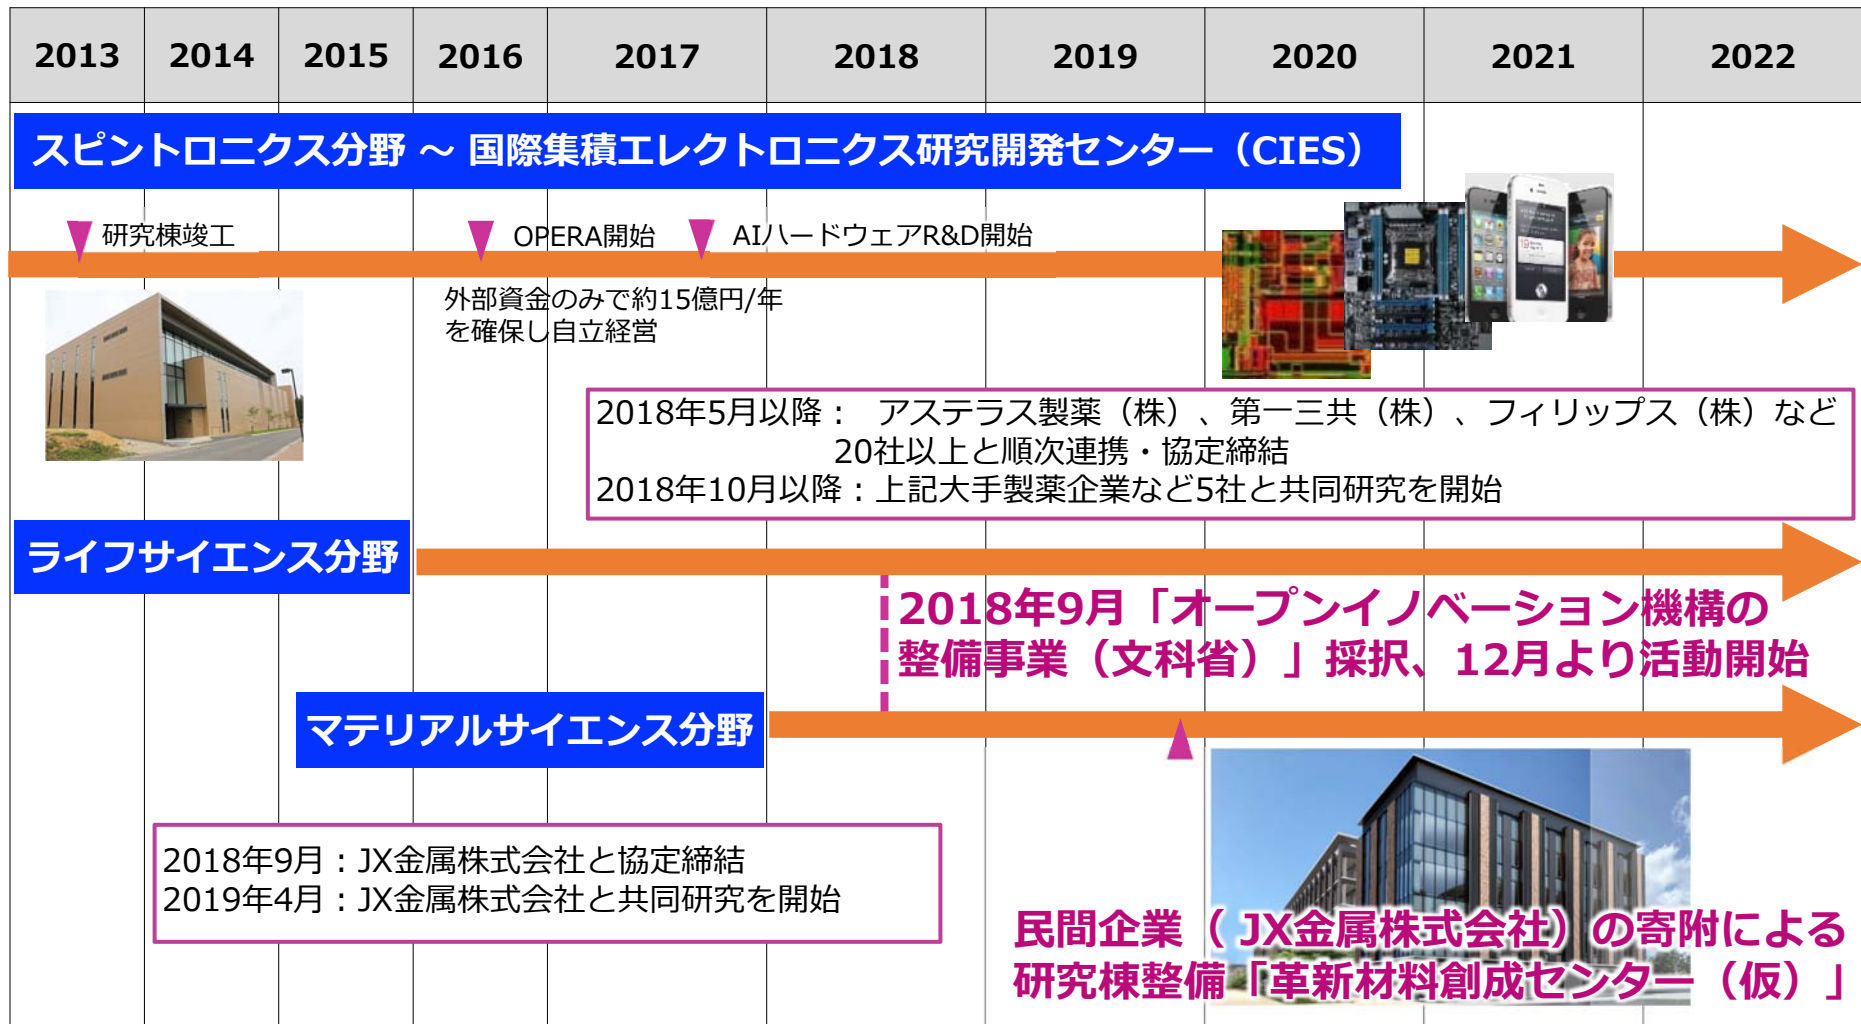 2013 2014 2015 2016 2017 2018 2019 2020 2021 2022
スピントロニクス分野 ～ 国際集積エレクトロニクス研究開発センター（CIES）
研究棟竣工
OPERA開始
AIハードウェアR&D開始
外部資金のみで約15億円/年
を確保し自立経営
2018年5月以降： アステラス製薬（株）、第一三共（株）、フィリップス（株）など
20社以上と順次連携・協定締結
2018年10月以降：上記大手製薬企業など5社と共同研究を開始
ライフサイエンス分野
2018年9月「オープンイノベーション機構の
整備事業（文科省）」採択、12月より活動開始
マテリアルサイエンス分野
2018年9月：JX金属株式会社と協定締結
2019年4月：JX金属株式会社と共同研究を開始
民間企業（ JX金属株式会社）の寄附による
研究棟整備「革新材料創成センター（仮）」